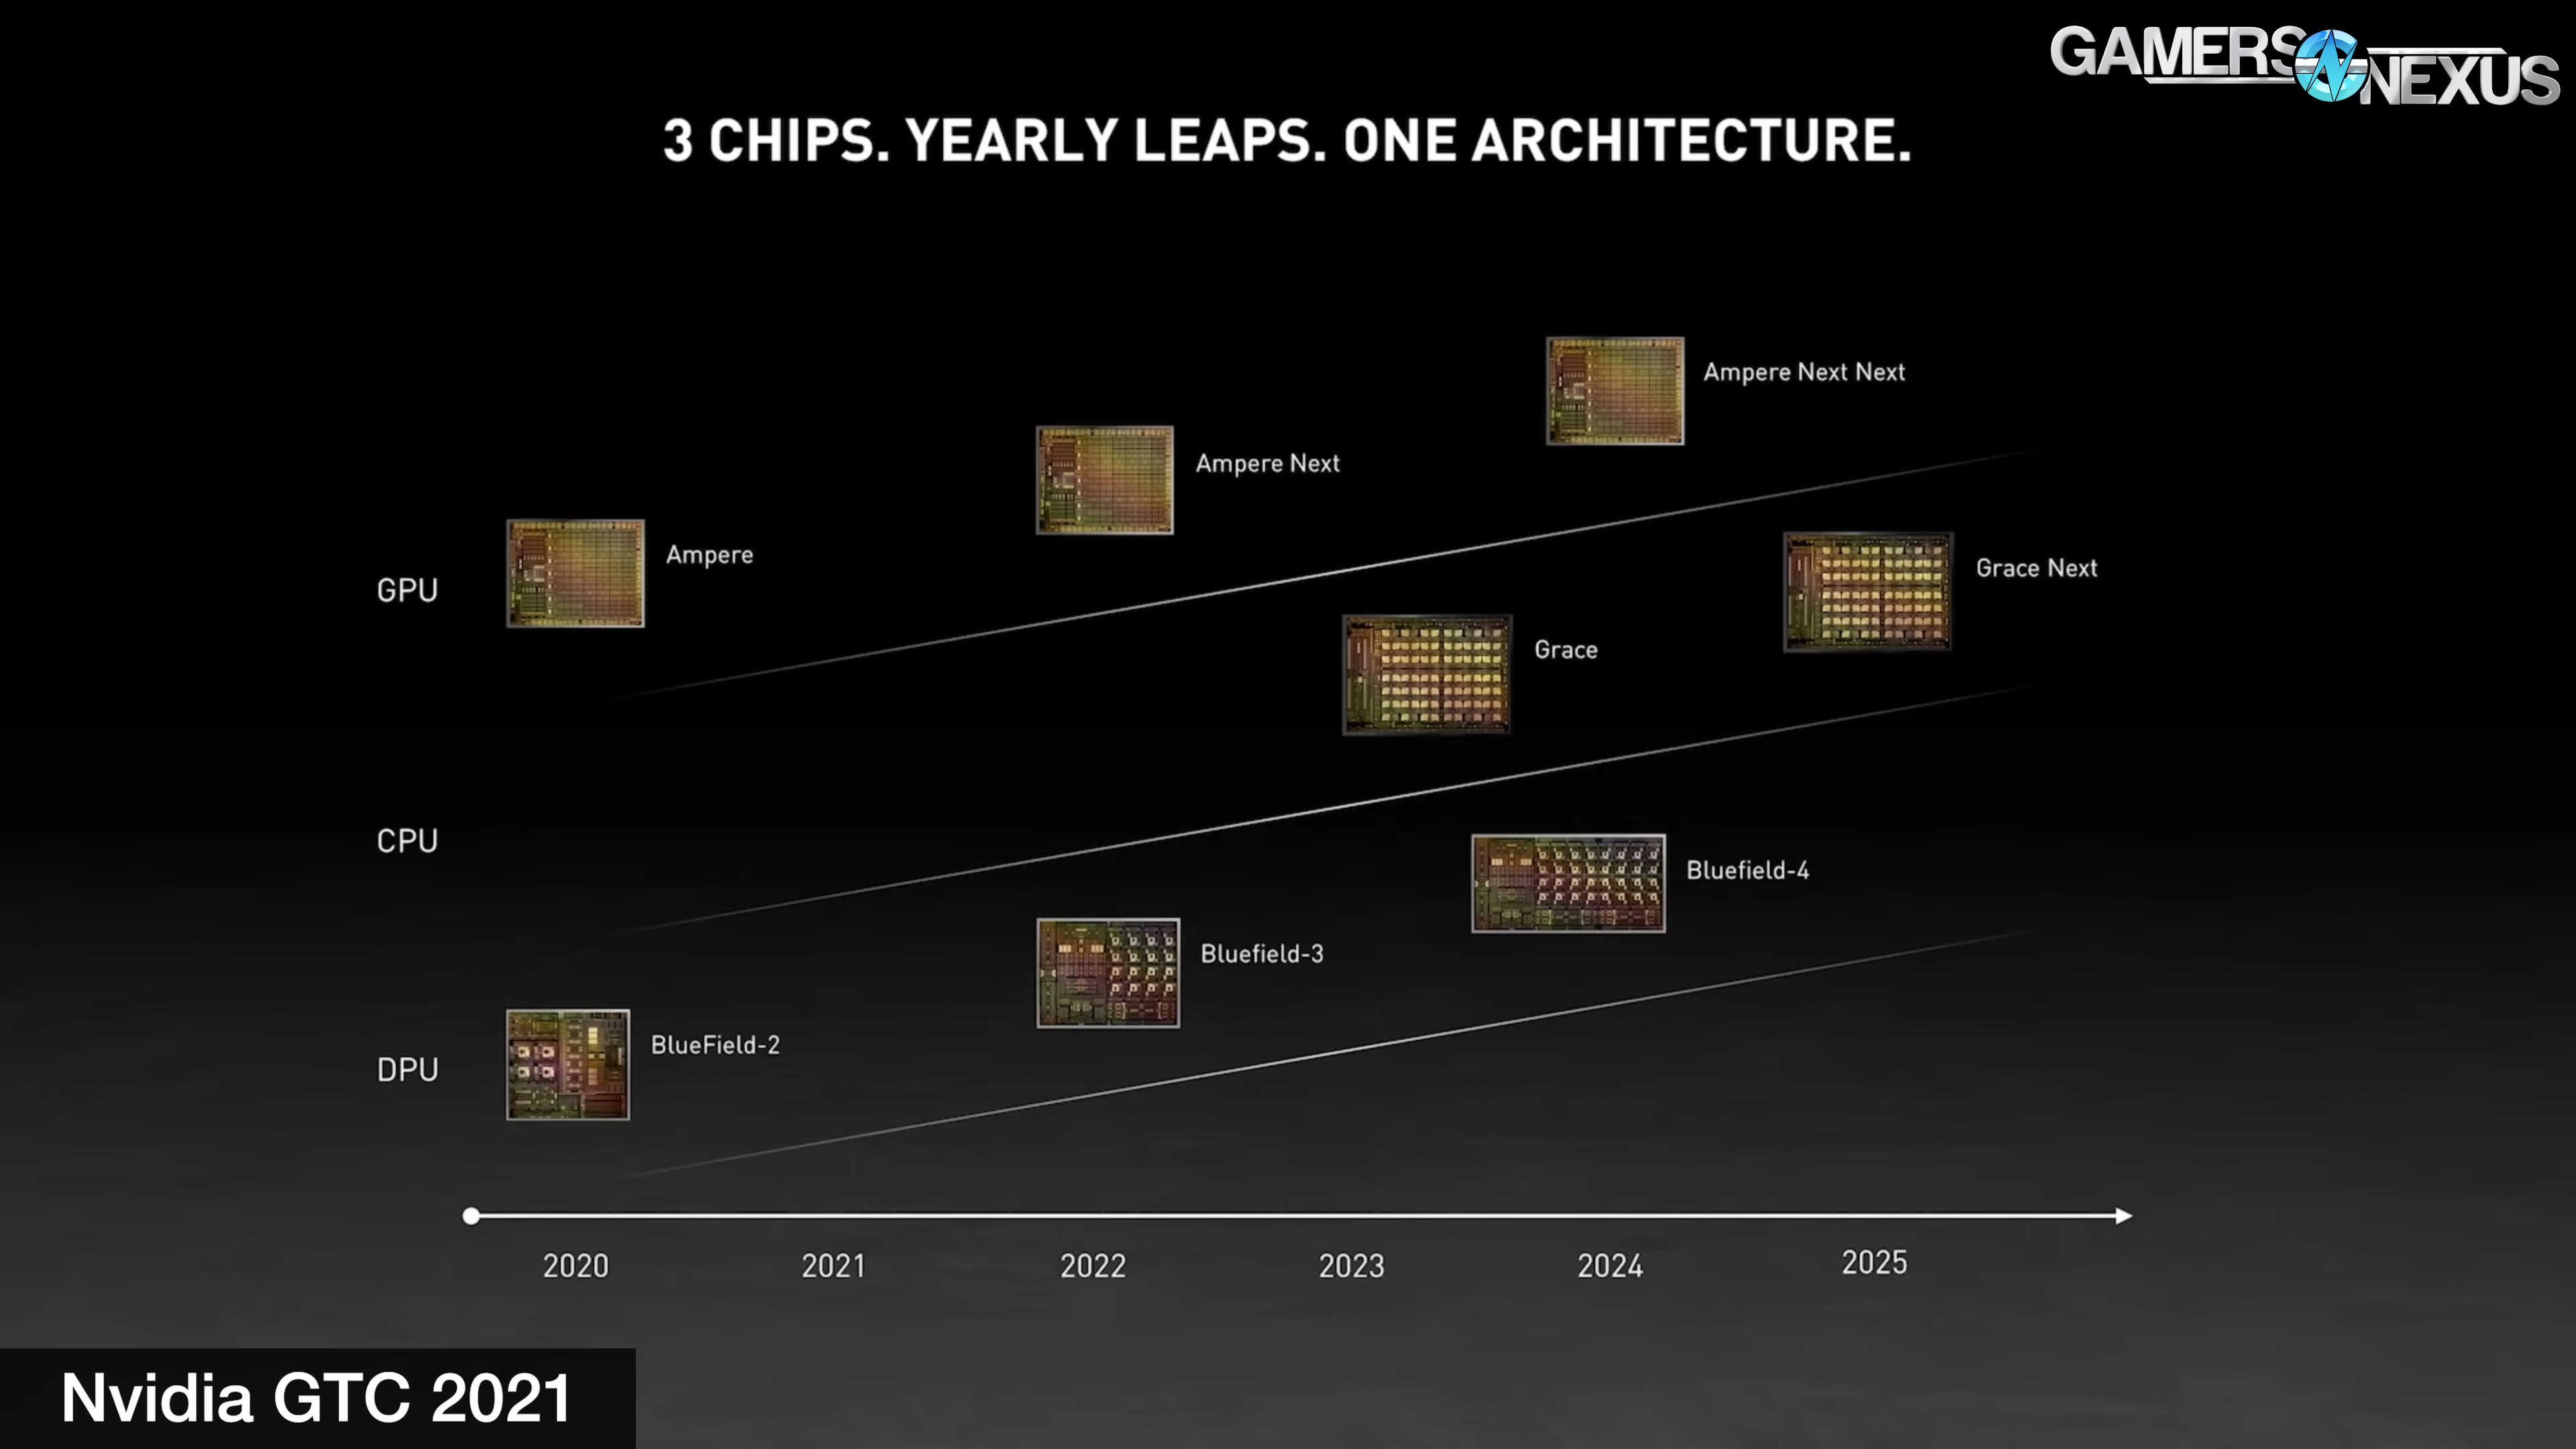 GAMERS NEXUS
3 CHIPS. YEARLY LEAPS. ONE ARCHITECTURE.
Ampere Next Next
Ampere Next
Ampere
GPU
Grace Next
Grace
CPU
Bluefield-4
Bluefield-3
BlueField-2
DPU
2020 2021 2022 2023 2024 2025
Nvidia GTC 2021